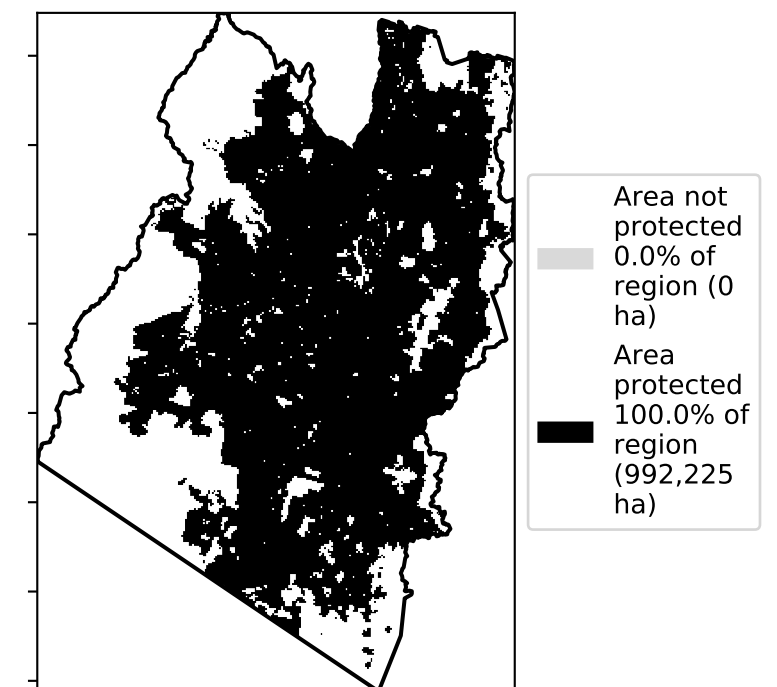 Area not
protected
0.0% of
region (0
ha)
Area
protected
100.0% of
region
(992,225
ha)